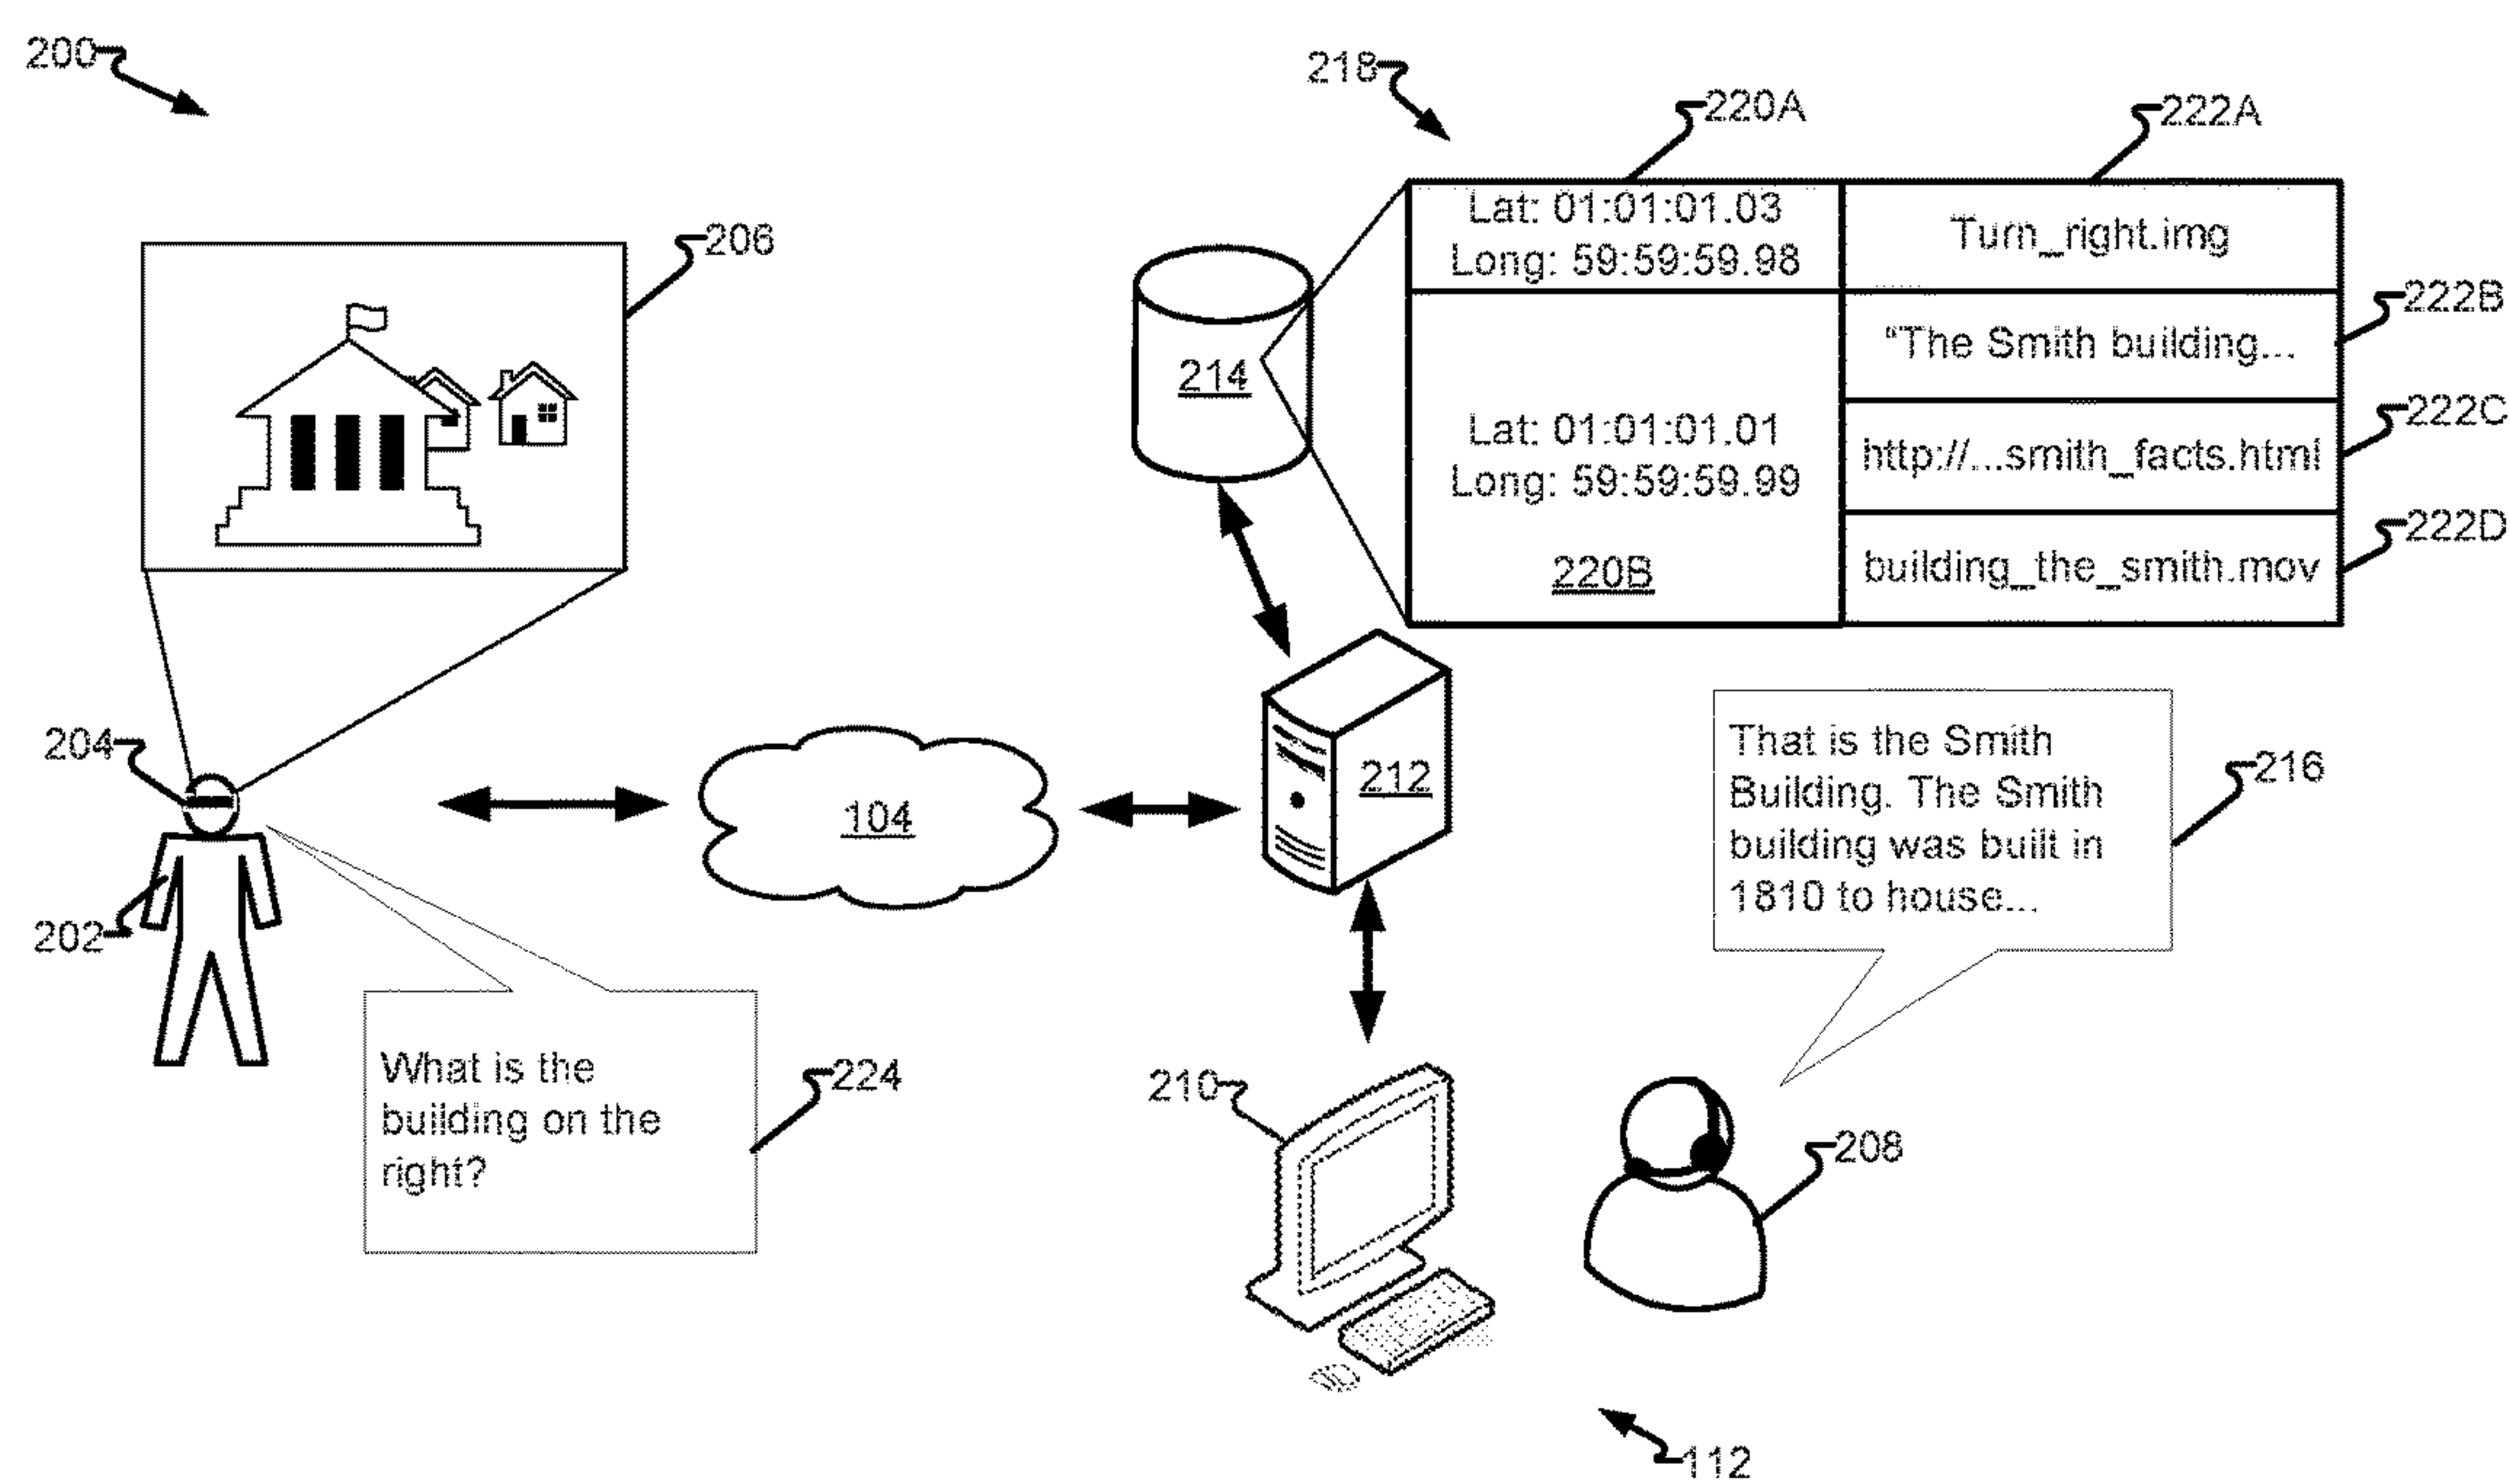 200
218
220A
222A
206
Lat: 01:01:01.03
Long: 59:59:59.98
Turn_right.img
222B
"The Smith building...
214
222C
Lat: 01:01:01.01
Long: 59:59:59.99
http://...smith_facts.html
222D
220B
building_the_smith.mov
204
104
212
That is the Smith
Building. The Smith
building was built in
1810 to house...
216
202
What is the
building on the
right?
224
210
208
112